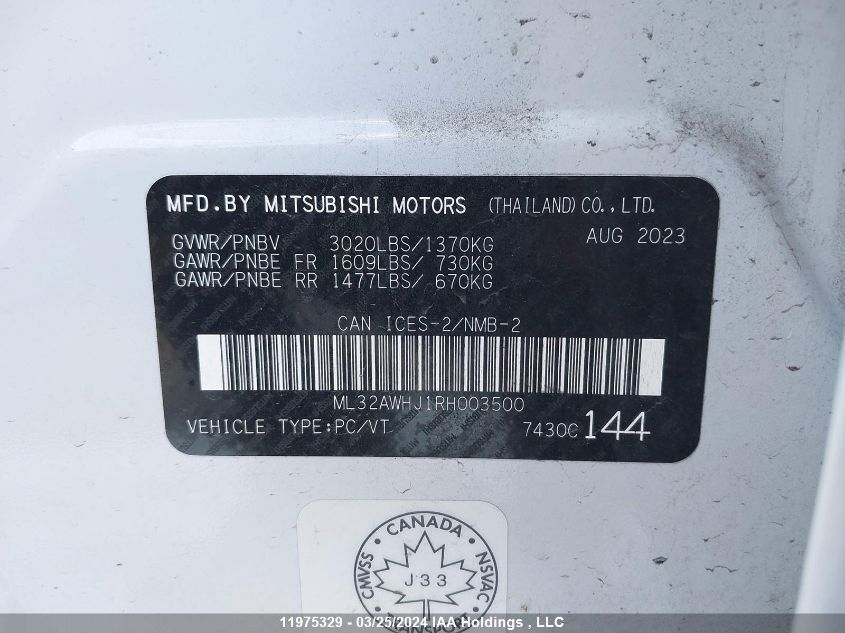 MFD.BY MITSUBISHI MOTORS (THAILAND)CO.,LTD.
AUG 2023
GVWR/PNBV 3020LBS/1370KG
GAWR/PNBE FR 1609LBS/ 730KG
GAWR/PNBE RR 1477LBS/ 670KG
CAN ICES-2/NMB-2
ML32AWHJ1RH003500
VEHICLE TYPE:PC/VT 7430C 144
CANADA
CMVSS J33 NSVAC
TRANSPORT
11975329 - 03/25/2024 IAA Holdings , LLC